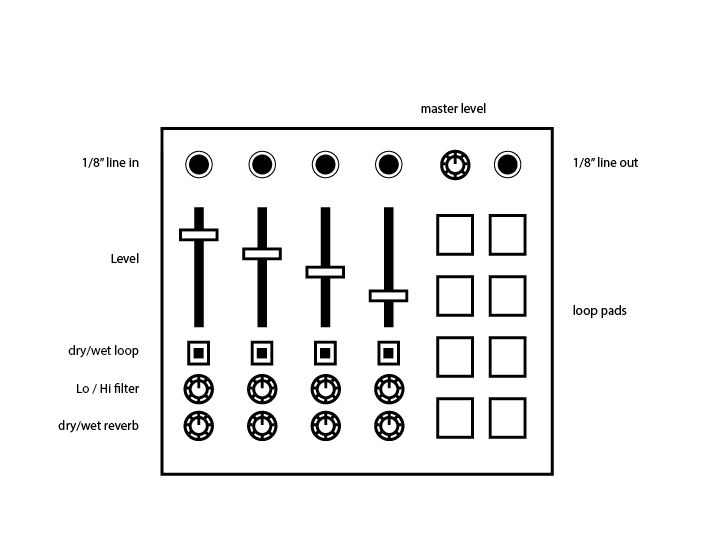 master level
1/8” line in
1/8” line out
Level
loop pads
dry/wet loop
Lo / Hi filter
dry/wet reverb